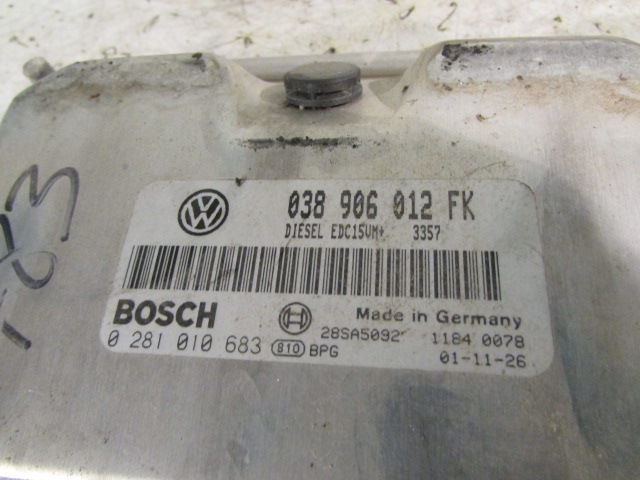 038 906 012 FK
DIESEL EDC15VM+ 3357
BOSCH
Made in Germany
28SA5092 1184 0078
0 281 010 683 810 BPG
01-11-26